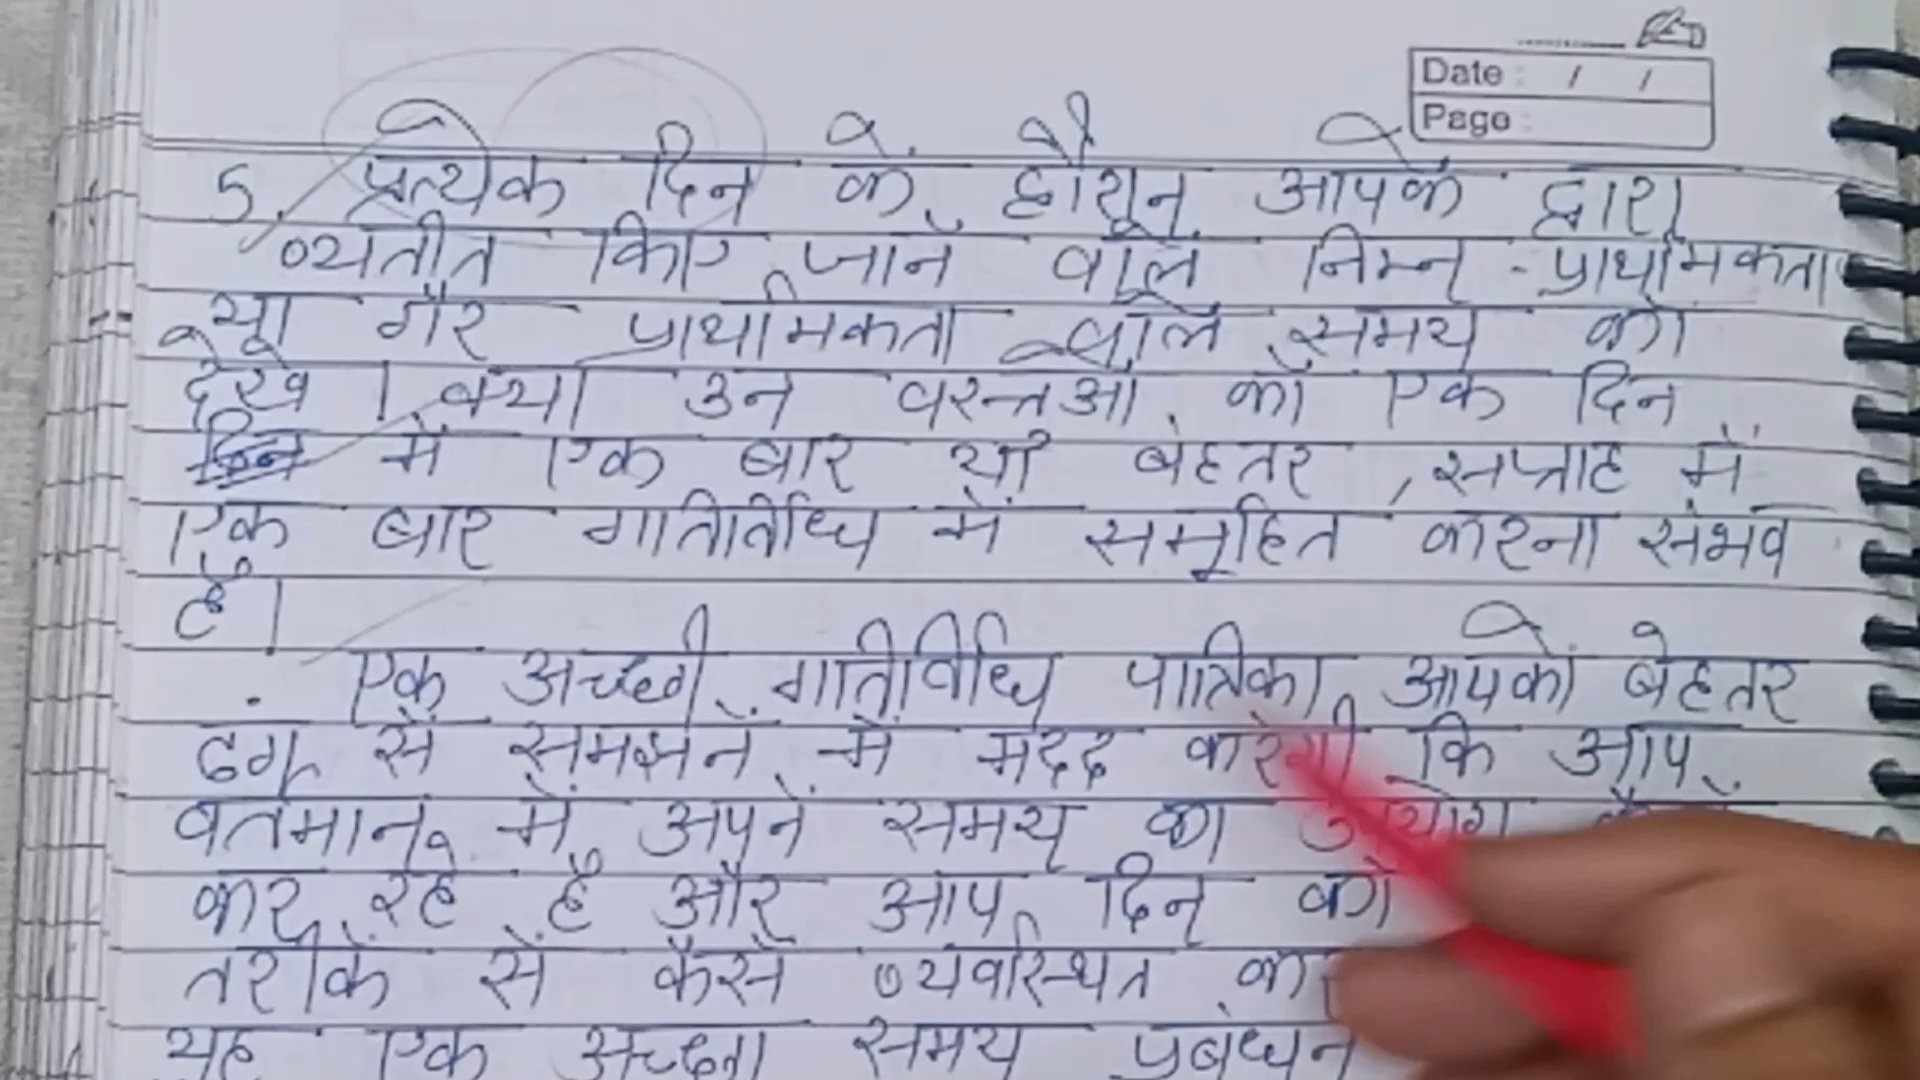 Date : / /
Page :
5. प्रत्येक दिन के दौरान आपके द्वारा
व्यतीत किए जाने वाले निम्न - प्राथमिकता
या गैर प्राथमिकता वाले समय को
देखे । क्या उन वस्तुओं को एक दिन
में एक बार या बेहतर, सप्ताह में
एक बार गतिविधि में समूहित करना संभव
है।
. एक अच्छी गतिविधि पत्रिका आपको बेहतर
ढंग से समझने में मदद करेगी कि आप
वर्तमान में अपने समय का उपयोग
कर रहे है और आप दिन को
तरीके से कैसे व्यवस्थित कर
यह एक अच्छा समय प्रबंधन